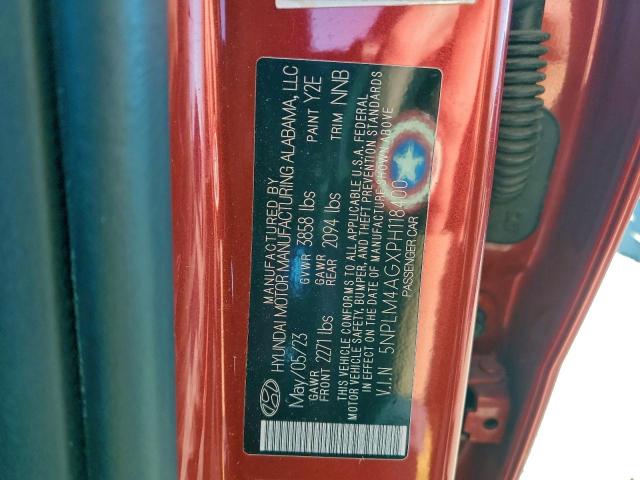 MANUFACTURED BY
HYUNDAI MOTOR MANUFACTURING ALABAMA, LLC
May/05/23 GVWR 3858 lbs PAINT Y2E
GAWR FRONT 2271 lbs GAWR REAR 2094 lbs TRIM NNB
THIS VEHICLE CONFORMS TO ALL APPLICABLE U.S.A. FEDERAL
MOTOR VEHICLE SAFETY, BUMPER, AND THEFT PREVENTION STANDARDS
IN EFFECT ON THE DATE OF MANUFACTURE SHOWN ABOVE
V.I.N 5NPLM4AGXPH118400
PASSENGER CAR